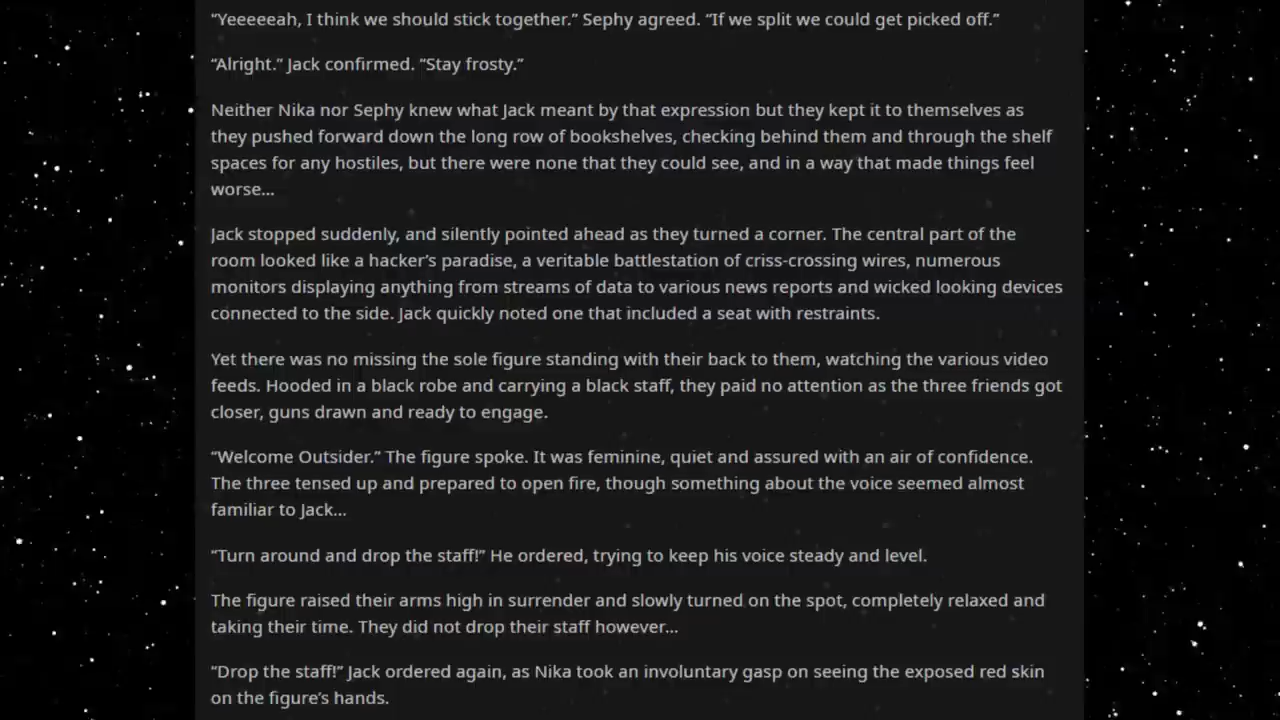 “Yeeeeeah, I think we should stick together.” Sephy agreed. “If we split we could get picked off.”
“Alright.” Jack confirmed. “Stay frosty.”
Neither Nika nor Sephy knew what Jack meant by that expression but they kept it to themselves as
they pushed forward down the long row of bookshelves, checking behind them and through the shelf
spaces for any hostiles, but there were none that they could see, and in a way that made things feel
worse...
Jack stopped suddenly, and silently pointed ahead as they turned a corner. The central part of the
room looked like a hacker’s paradise, a veritable battlestation of criss-crossing wires, numerous
monitors displaying anything from streams of data to various news reports and wicked looking devices
connected to the side. Jack quickly noted one that included a seat with restraints.
Yet there was no missing the sole figure standing with their back to them, watching the various video
feeds. Hooded in a black robe and carrying a black staff, they paid no attention as the three friends got
closer, guns drawn and ready to engage.
“Welcome Outsider.” The figure spoke. It was feminine, quiet and assured with an air of confidence.
The three tensed up and prepared to open fire, though something about the voice seemed almost
familiar to Jack...
“Turn around and drop the staff!” He ordered, trying to keep his voice steady and level.
The figure raised their arms high in surrender and slowly turned on the spot, completely relaxed and
taking their time. They did not drop their staff however...
“Drop the staff!” Jack ordered again, as Nika took an involuntary gasp on seeing the exposed red skin
on the figure’s hands.